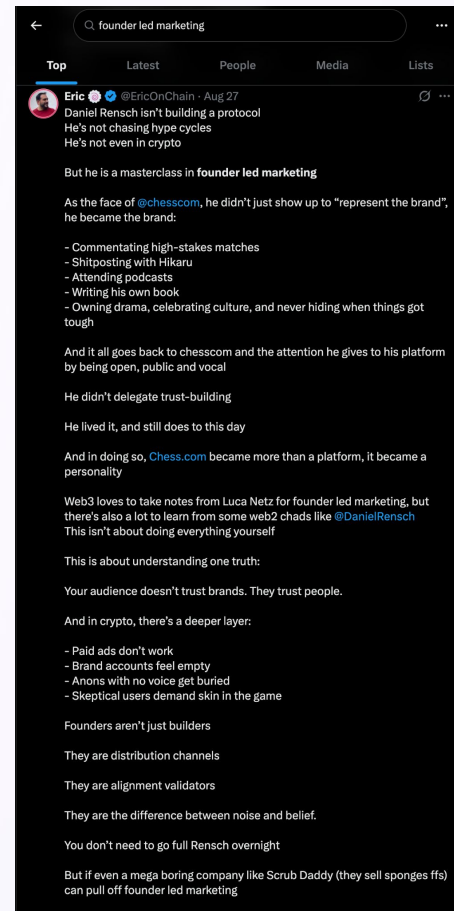 founder led marketing
Top
Latest
People
Media
Lists
Eric @EricOnChain · Aug 27
Daniel Rensch isn’t building a protocol
He’s not chasing hype cycles
He’s not even in crypto
But he is a masterclass in founder led marketing
As the face of @chesscom, he didn’t just show up to “represent the brand”,
he became the brand:
- Commentating high-stakes matches
- Shitposting with Hikaru
- Attending podcasts
- Writing his own book
- Owning drama, celebrating culture, and never hiding when things got
tough
And it all goes back to chesscom and the attention he gives to his platform
by being open, public and vocal
He didn’t delegate trust-building
He lived it, and still does to this day
And in doing so, Chess.com became more than a platform, it became a
personality
Web3 loves to take notes from Luca Netz for founder led marketing, but
there's also a lot to learn from some web2 chads like @DanielRensch
This isn’t about doing everything yourself
This is about understanding one truth:
Your audience doesn’t trust brands. They trust people.
And in crypto, there’s a deeper layer:
- Paid ads don’t work
- Brand accounts feel empty
- Anons with no voice get buried
- Skeptical users demand skin in the game
Founders aren’t just builders
They are distribution channels
They are alignment validators
They are the difference between noise and belief.
You don’t need to go full Rensch overnight
But if even a mega boring company like Scrub Daddy (they sell sponges ffs)
can pull off founder led marketing